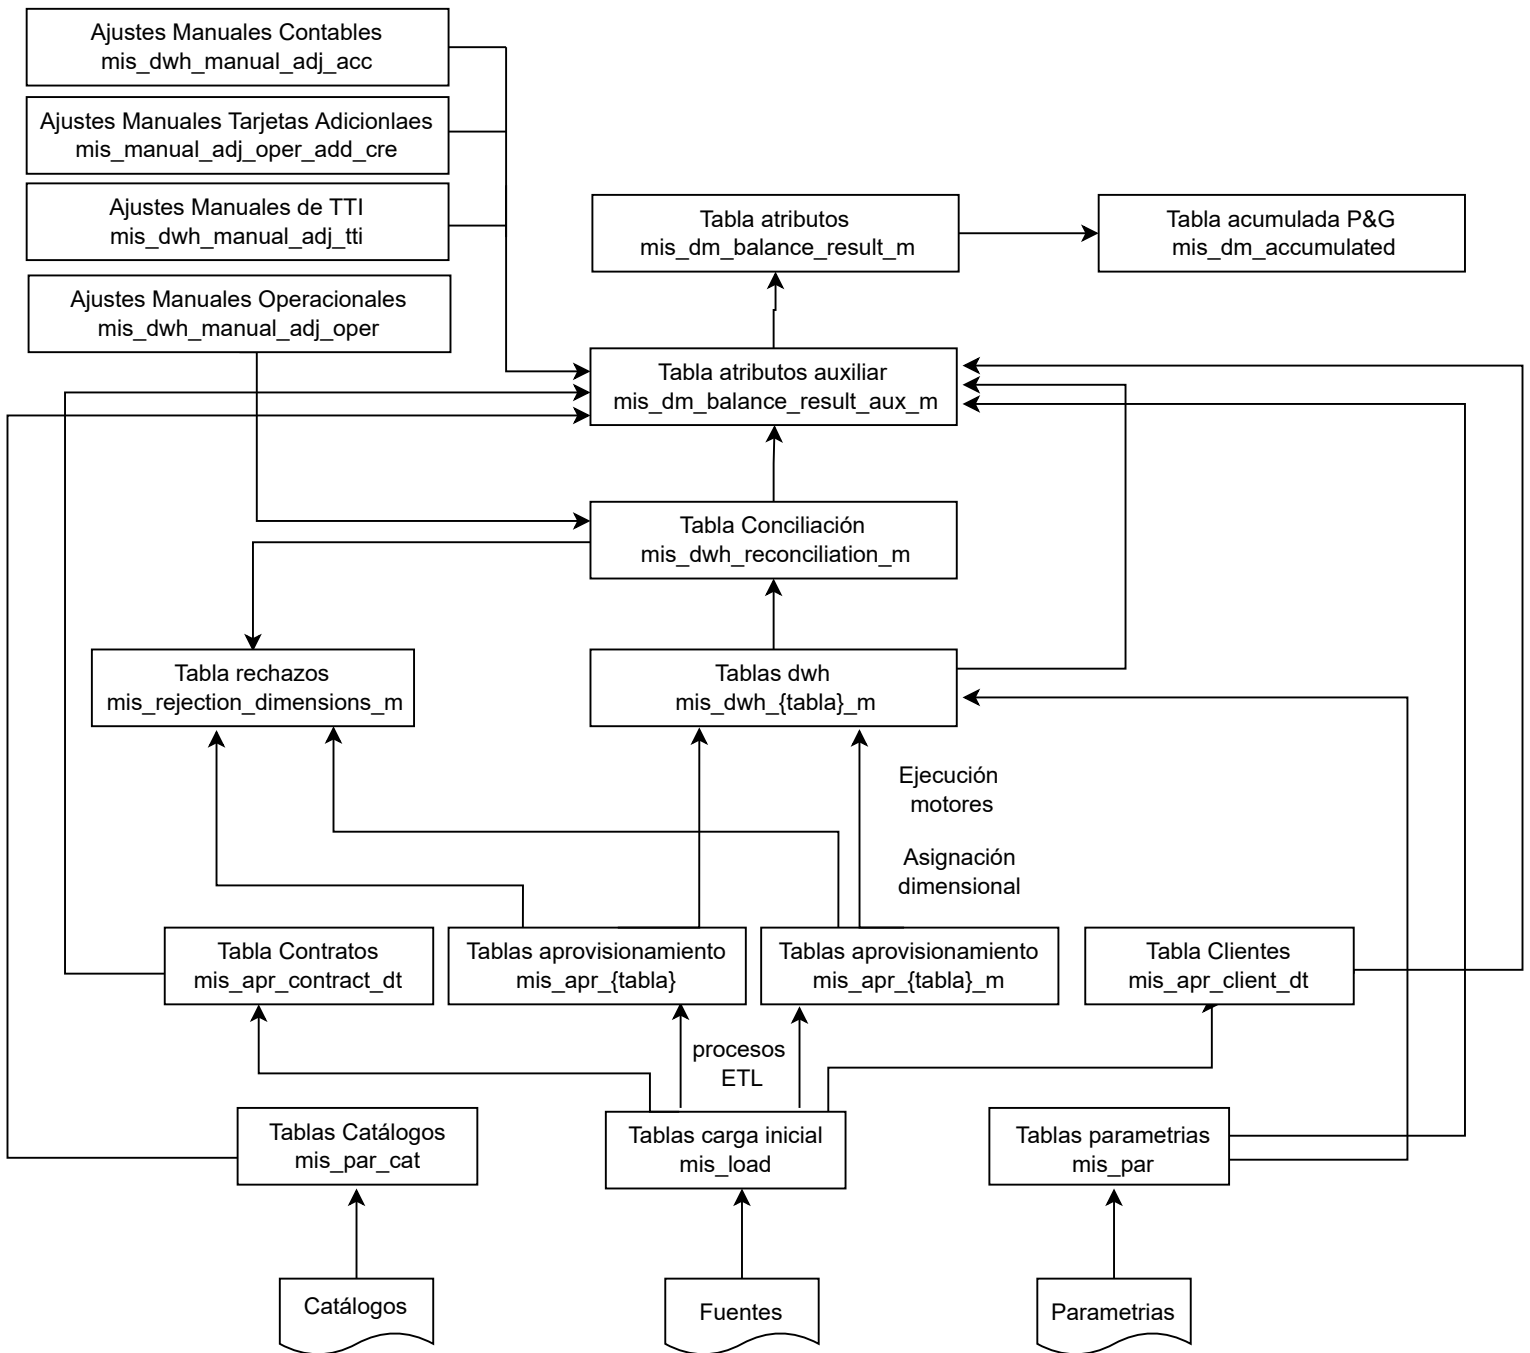 Ajustes Manuales Contables
mis_dwh_manual_adj_acc
Ajustes Manuales Tarjetas Adicionlaes
mis_manual_adj_oper_add_cre
Ajustes Manuales de TTI
mis_dwh_manual_adj_tti
Ajustes Manuales Operacionales
mis_dwh_manual_adj_oper
Tabla atributos
mis_dm_balance_result_m
Tabla acumulada P&G
mis_dm_accumulated
Tabla atributos auxiliar
mis_dm_balance_result_aux_m
Tabla Conciliación
mis_dwh_reconciliation_m
Tabla rechazos
mis_rejection_dimensions_m
Tablas dwh
mis_dwh_{tabla}_m
Ejecución
motores
Asignación
dimensional
Tabla Contratos
mis_apr_contract_dt
Tablas aprovisionamiento
mis_apr_{tabla}
Tablas aprovisionamiento
mis_apr_{tabla}_m
Tabla Clientes
mis_apr_client_dt
procesos
ETL
Tablas Catálogos
mis_par_cat
Tablas carga inicial
mis_load
Tablas parametrias
mis_par
Catálogos
Fuentes
Parametrias